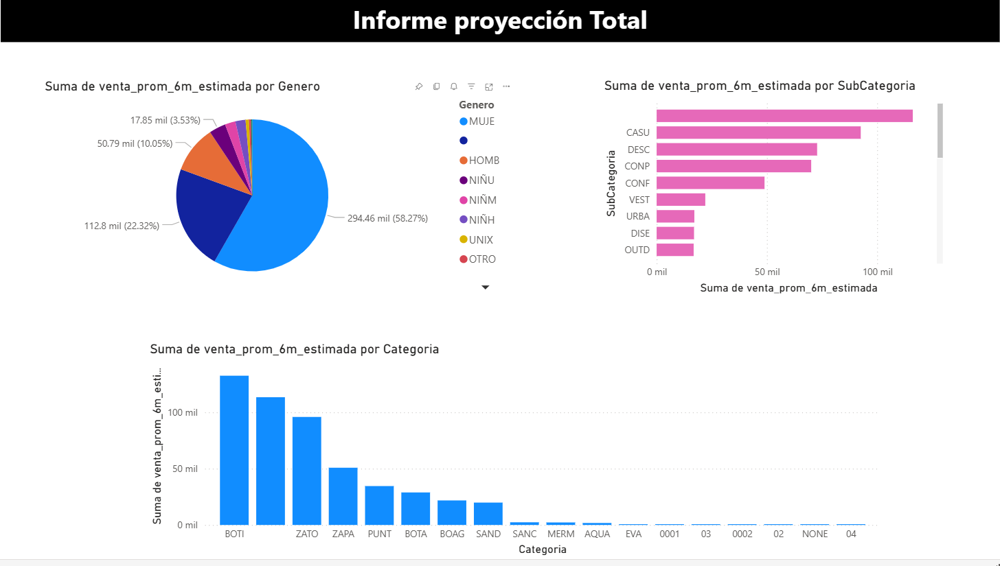 Informe proyección Total
Suma de venta_prom_6m_estimada por Genero
17.85 mil (3.53%)
50.79 mil (10.05%)
112.8 mil (22.32%)
294.46 mil (58.27%)
Genero
MUJE
HOMB
NIÑU
NIÑM
NIÑH
UNIX
OTRO
Suma de venta_prom_6m_estimada por SubCategoria
SubCategoria
CASU
DESC
CONP
CONF
VEST
URBA
DISE
OUTD
0 mil
50 mil
100 mil
Suma de venta_prom_6m_estimada
Suma de venta_prom_6m_estimada por Categoria
Suma de venta_prom_6m_esti...
100 mil
50 mil
0 mil
BOTI
ZATO
ZAPA
PUNT
BOTA
BOAG
SAND
SANC
MERM
AQUA
EVA
0001
03
0002
02
NONE
04
Categoria